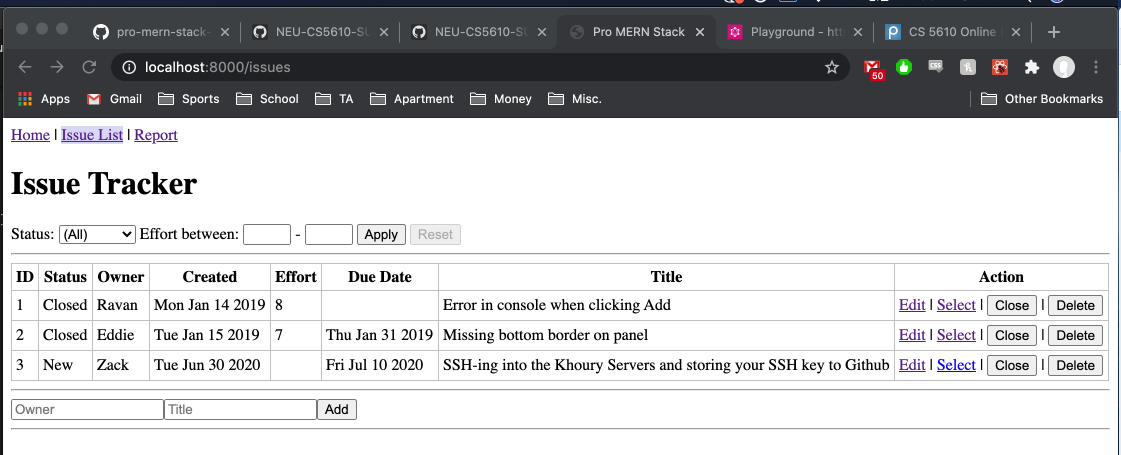 pro-mern-stack- NEU-CS5610-SU NEU-CS5610-SU Pro MERN Stack Playground - htt CS 5610 Online
localhost:8000/issues 50 CSS
Apps Gmail Sports School TA Apartment Money Misc. Other Bookmarks
Home | Issue List | Report
Issue Tracker
Status: (All) Effort between: - Apply Reset
ID Status Owner Created Effort Due Date Title Action
1 Closed Ravan Mon Jan 14 2019 8 Error in console when clicking Add Edit | Select | Close | Delete
2 Closed Eddie Tue Jan 15 2019 7 Thu Jan 31 2019 Missing bottom border on panel Edit | Select | Close | Delete
3 New Zack Tue Jun 30 2020 Fri Jul 10 2020 SSH-ing into the Khoury Servers and storing your SSH key to Github Edit | Select | Close | Delete
Owner Title Add